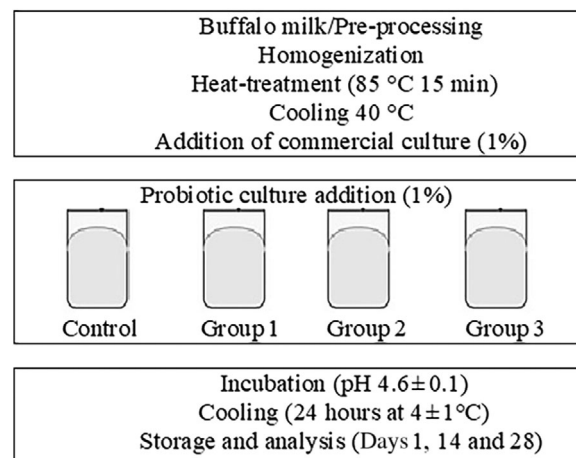 Buffalo milk/Pre-processing
Homogenization
Heat-treatment (85 °C 15 min)
Cooling 40 °C
Addition of commercial culture (1%)
Probiotic culture addition (1%)
Control Group 1 Group 2 Group 3
Incubation (pH 4.6±0.1)
Cooling (24 hours at 4±1°C)
Storage and analysis (Days 1, 14 and 28)